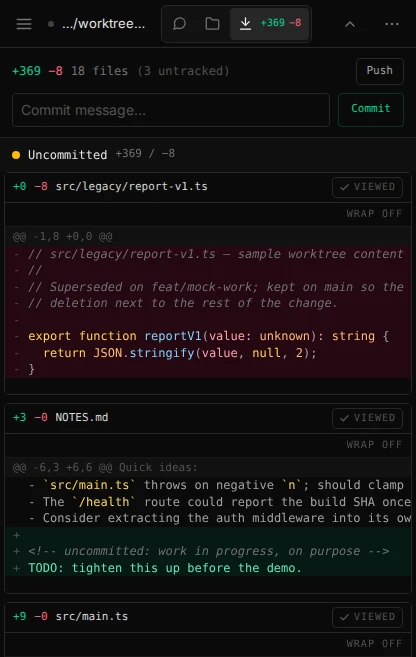 .../worktree... +369 −8
+369 −8 18 files (3 untracked) Push
Commit message... Commit
Uncommitted +369 / −8
+0 −8 src/legacy/report-v1.ts VIEWED
WRAP OFF
@@ -1,8 +0,0 @@
- // src/legacy/report-v1.ts — sample worktree content
- //
- // Superseded on feat/mock-work; kept on main so the
- // deletion next to the rest of the change.
-
- export function reportV1(value: unknown): string {
-   return JSON.stringify(value, null, 2);
- }
+3 −0 NOTES.md VIEWED
WRAP OFF
@@ -6,3 +6,6 @@ Quick ideas:
- `src/main.ts` throws on negative `n`; should clamp
- The `/health` route could report the build SHA once
- Consider extracting the auth middleware into its ow
+
+ <!-- uncommitted: work in progress, on purpose -->
+ TODO: tighten this up before the demo.
+9 −0 src/main.ts VIEWED
WRAP OFF